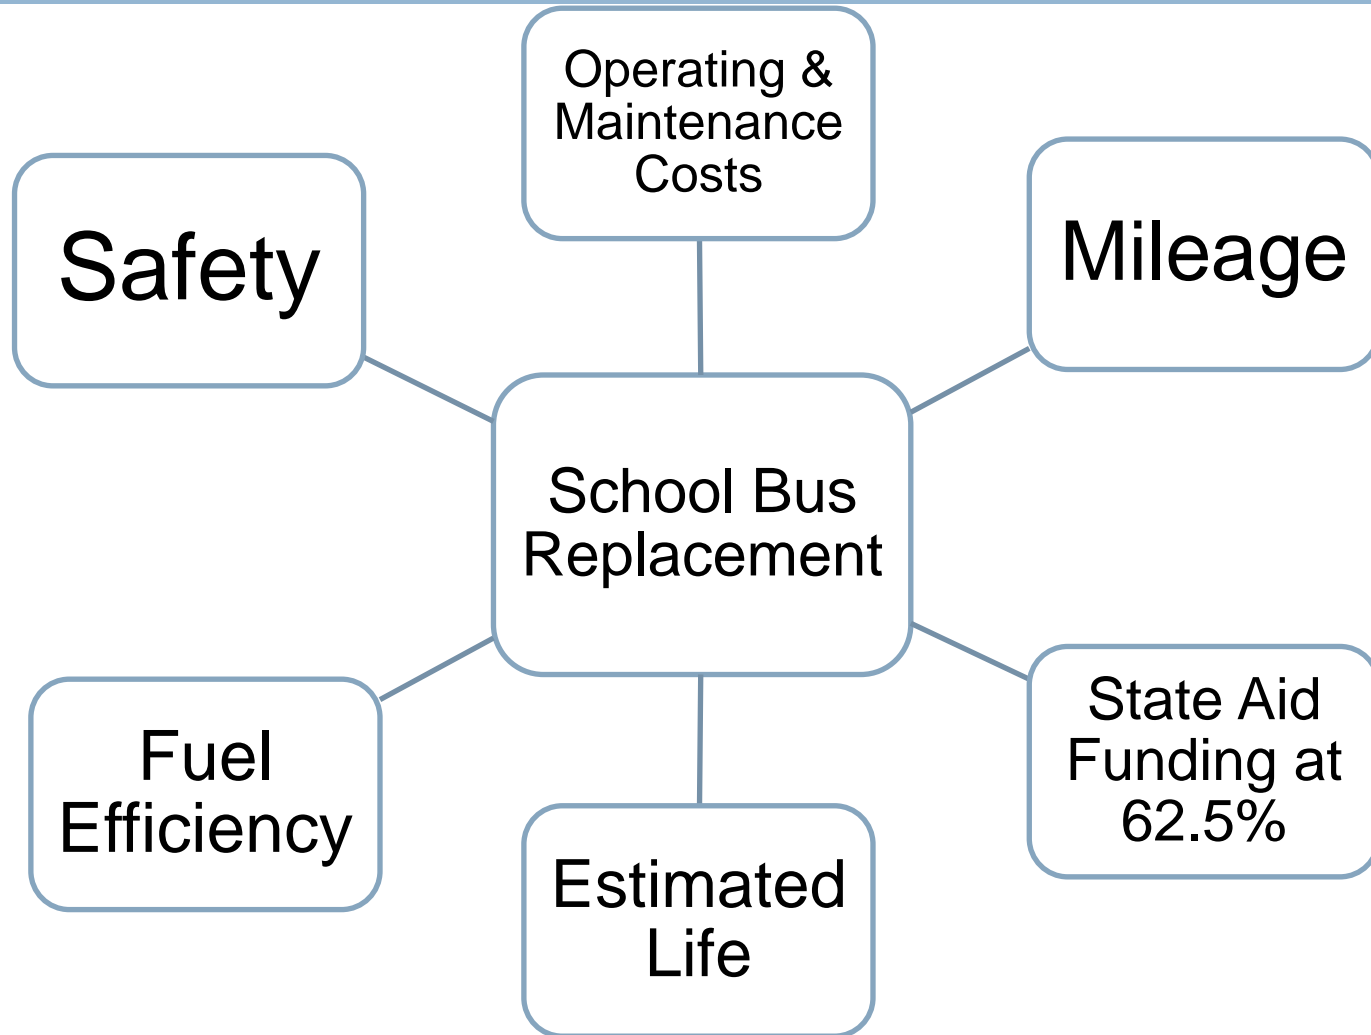 Operating &
Maintenance
Costs
Safety
Mileage
School Bus
Replacement
Fuel
Efficiency
State Aid
Funding at
62.5%
Estimated
Life